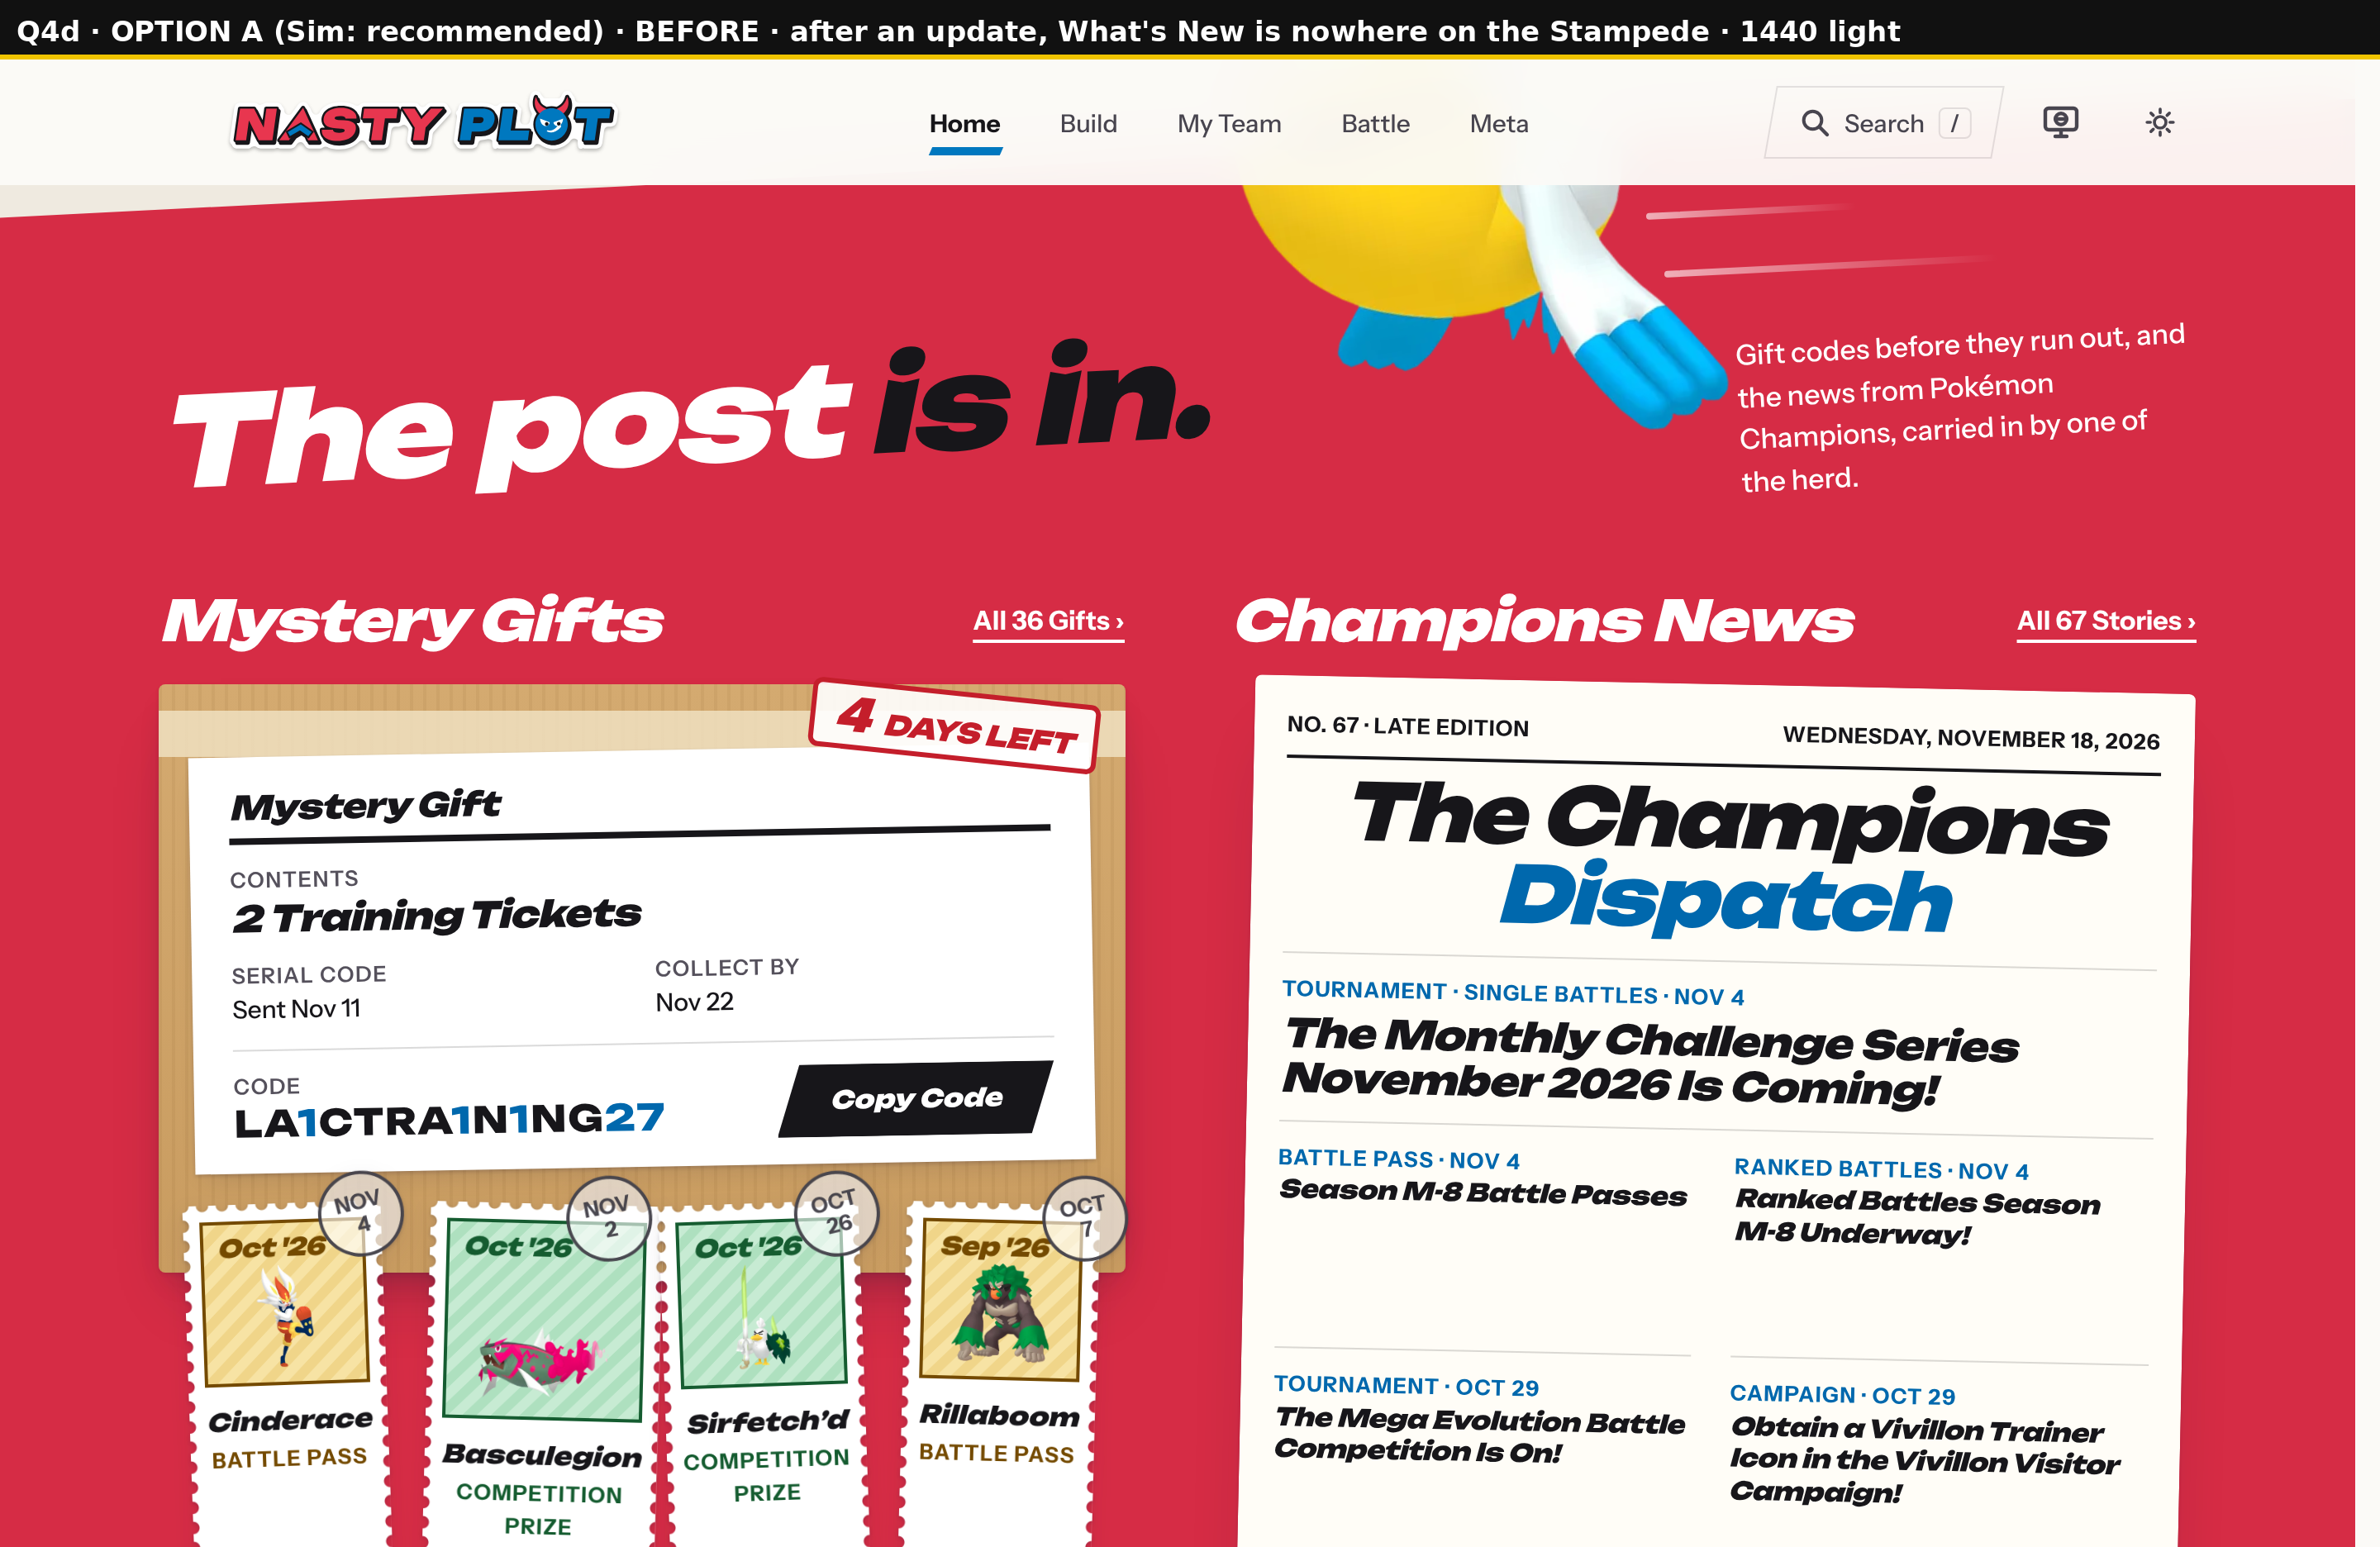 Q4d · OPTION A (Sim: recommended) · BEFORE · after an update, What's New is nowhere on the Stampede · 1440 light
NASTY PLOT
Home
Build
My Team
Battle
Meta
Search /
The post is in.
Gift codes before they run out, and
the news from Pokémon
Champions, carried in by one of
the herd.
Mystery Gifts
All 36 Gifts ›
4 DAYS LEFT
Mystery Gift
CONTENTS
2 Training Tickets
SERIAL CODE
Sent Nov 11
COLLECT BY
Nov 22
CODE
LA1CTRA1N1NG27
Copy Code
NOV
4
Oct '26
Cinderace
BATTLE PASS
NOV
2
Oct '26
Basculegion
COMPETITION
PRIZE
OCT
26
Oct '26
Sirfetch’d
COMPETITION
PRIZE
OCT
7
Sep '26
Rillaboom
BATTLE PASS
Champions News
All 67 Stories ›
NO. 67 · LATE EDITION
WEDNESDAY, NOVEMBER 18, 2026
The Champions
Dispatch
TOURNAMENT · SINGLE BATTLES · NOV 4
The Monthly Challenge Series
November 2026 Is Coming!
BATTLE PASS · NOV 4
Season M-8 Battle Passes
RANKED BATTLES · NOV 4
Ranked Battles Season
M-8 Underway!
TOURNAMENT · OCT 29
The Mega Evolution Battle
Competition Is On!
CAMPAIGN · OCT 29
Obtain a Vivillon Trainer
Icon in the Vivillon Visitor
Campaign!